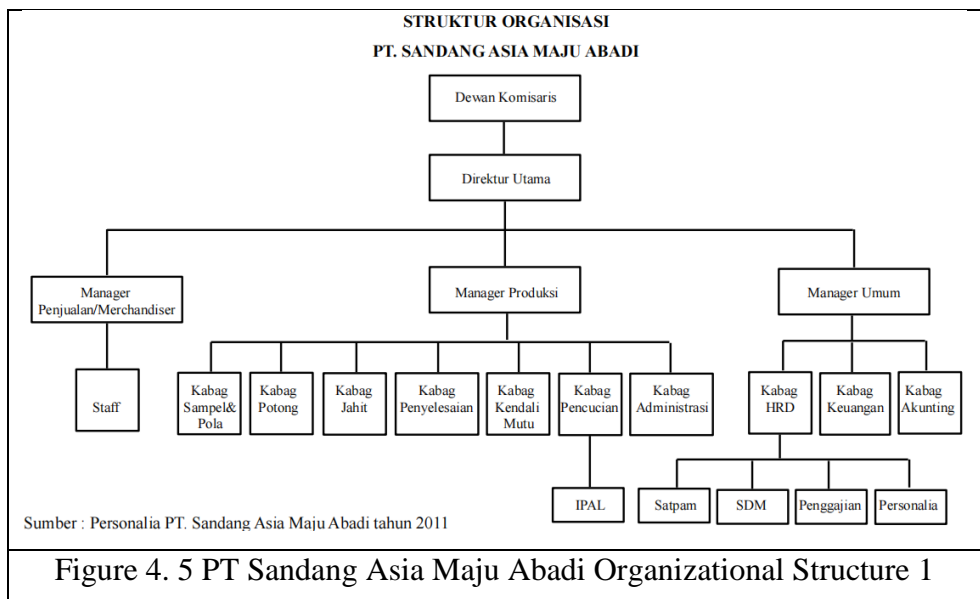 STRUKTUR ORGANISASI
PT. SANDANG ASIA MAJU ABADI
Dewan Komisaris
Direktur Utama
Manager
Penjualan/Merchandiser
Manager Produksi
Manager Umum
Staff
Kabag
Sampel&
Pola
Kabag
Potong
Kabag
Jahit
Kabag
Penyelesaian
Kabag
Kendali
Mutu
Kabag
Pencucian
Kabag
Administrasi
Kabag
HRD
Kabag
Keuangan
Kabag
Akunting
IPAL
Satpam
SDM
Penggajian
Personalia
Sumber : Personalia PT. Sandang Asia Maju Abadi tahun 2011
Figure 4. 5 PT Sandang Asia Maju Abadi Organizational Structure 1